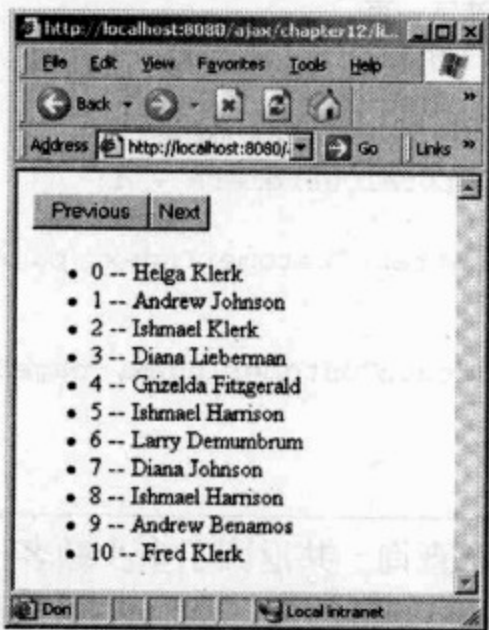 http://localhost:8080/ajax/chapter12/li...
File Edit View Favorites Tools Help
Back
Address http://localhost:8080/ Go Links »
Previous Next
• 0 -- Helga Klerk
• 1 -- Andrew Johnson
• 2 -- Ishmael Klerk
• 3 -- Diana Lieberman
• 4 -- Grizelda Fitzgerald
• 5 -- Ishmael Harrison
• 6 -- Larry Demumbrum
• 7 -- Diana Johnson
• 8 -- Ishmael Harrison
• 9 -- Andrew Benamos
10 -- Fred Klerk
Don Local intranet